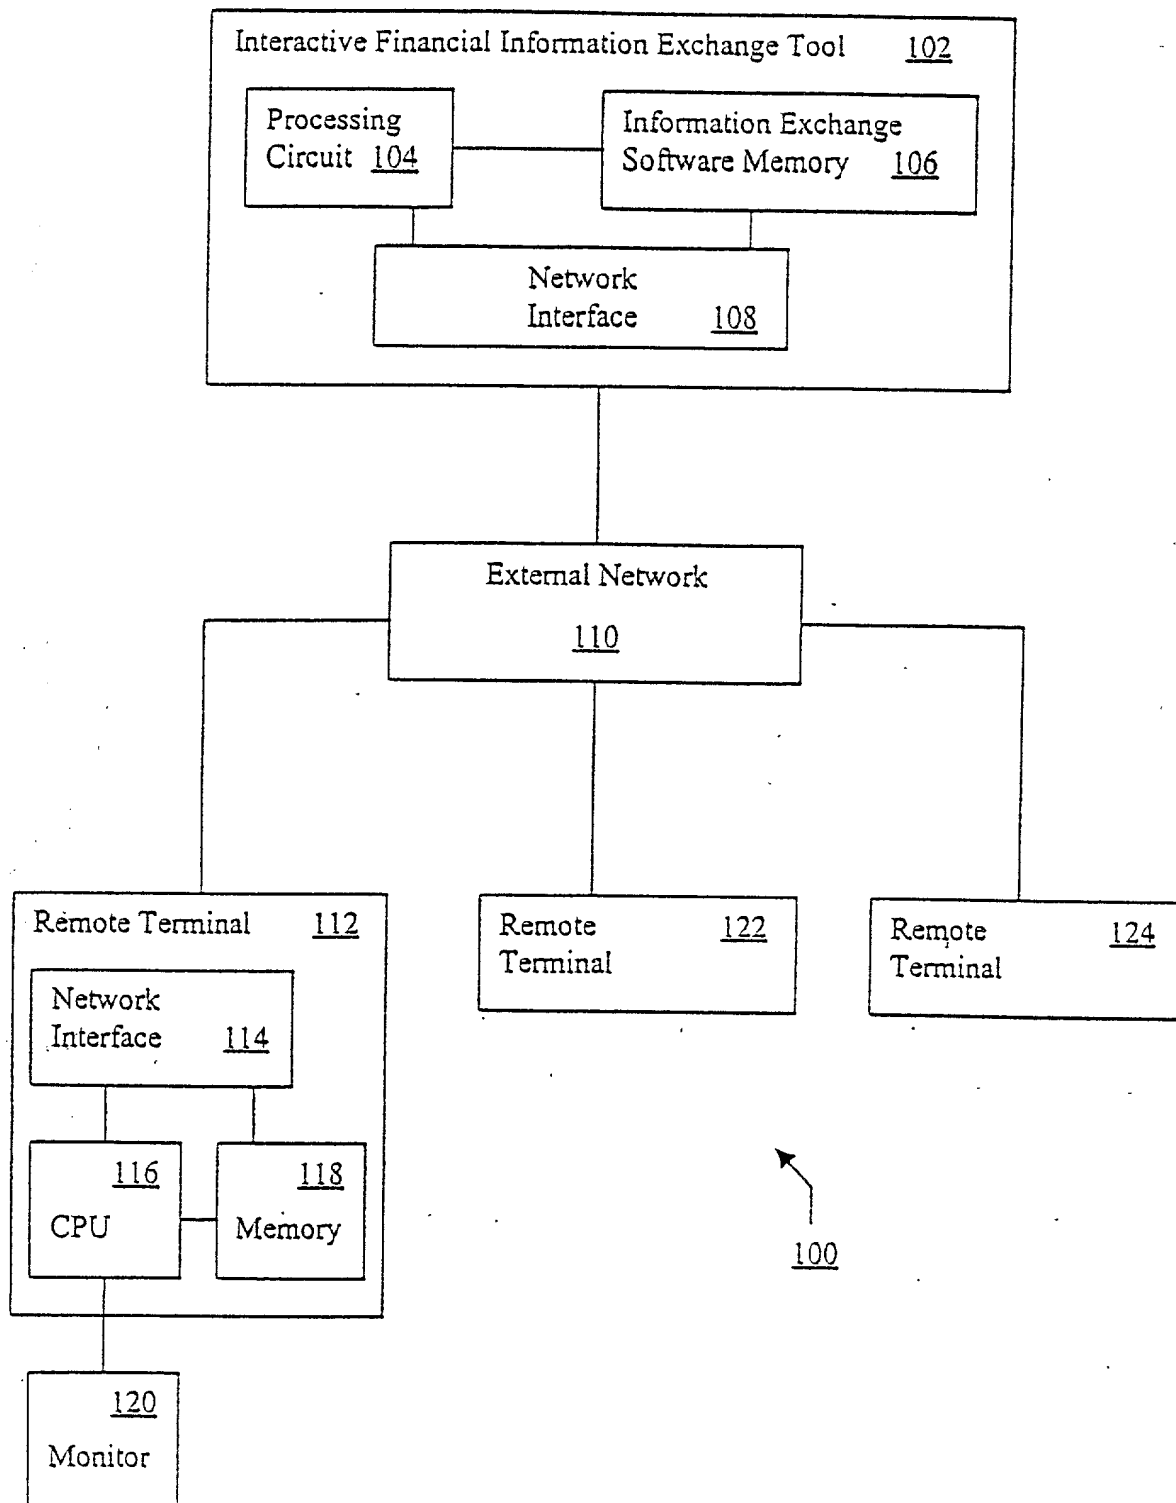 Interactive Financial Information Exchange Tool 102
Processing
Circuit 104
Information Exchange
Software Memory 106
Network
Interface 108
External Network
110
Remote Terminal 112
Network
Interface 114
116
CPU
118
Memory
120
Monitor
Remote 122
Terminal
Remote 124
Terminal
100